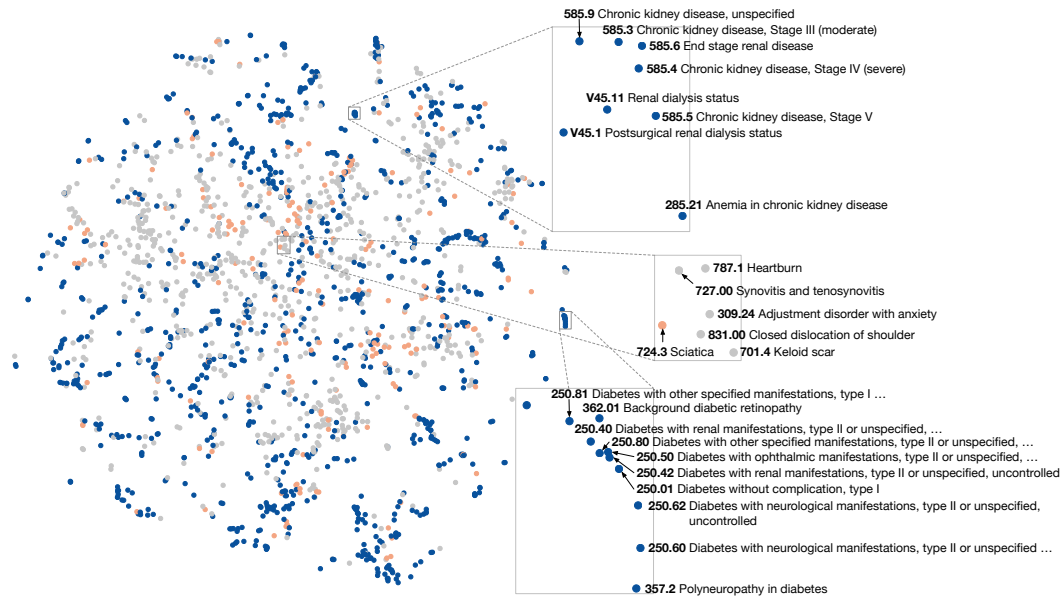 585.9 Chronic kidney disease, unspecified
585.3 Chronic kidney disease, Stage III (moderate)
585.6 End stage renal disease
585.4 Chronic kidney disease, Stage IV (severe)
V45.11 Renal dialysis status
585.5 Chronic kidney disease, Stage V
V45.1 Postsurgical renal dialysis status
285.21 Anemia in chronic kidney disease
787.1 Heartburn
727.00 Synovitis and tenosynovitis
309.24 Adjustment disorder with anxiety
831.00 Closed dislocation of shoulder
724.3 Sciatica
701.4 Keloid scar
250.81 Diabetes with other specified manifestations, type I …
362.01 Background diabetic retinopathy
250.40 Diabetes with renal manifestations, type II or unspecified, …
250.80 Diabetes with other specified manifestations, type II or unspecified, …
250.50 Diabetes with ophthalmic manifestations, type II or unspecified, …
250.42 Diabetes with renal manifestations, type II or unspecified, uncontrolled
250.01 Diabetes without complication, type I
250.62 Diabetes with neurological manifestations, type II or unspecified,
uncontrolled
250.60 Diabetes with neurological manifestations, type II or unspecified …
357.2 Polyneuropathy in diabetes